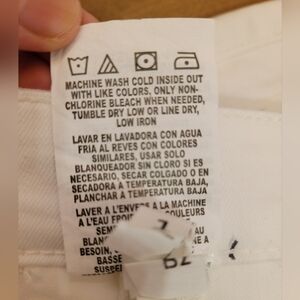 MACHINE WASH COLD INSIDE OUT
WITH LIKE COLORS, ONLY NON-
CHLORINE BLEACH WHEN NEEDED,
TUMBLE DRY LOW OR LINE DRY,
LOW IRON
LAVAR EN LAVADORA CON AGUA
FRIA AL REVES CON COLORES
SIMILARES, USAR SOLO
BLANQUEADOR SIN CLORO SI ES
NECESARIO, SECAR COLGADO O EN
SECADORA A TEMPERATURA BAJA,
PLANCHAR A TEMPERATURA BAJA
LAVER A L'ENVERS A LA MACHINE
A L'EAU COULEURS
BESOIN,
BASSE